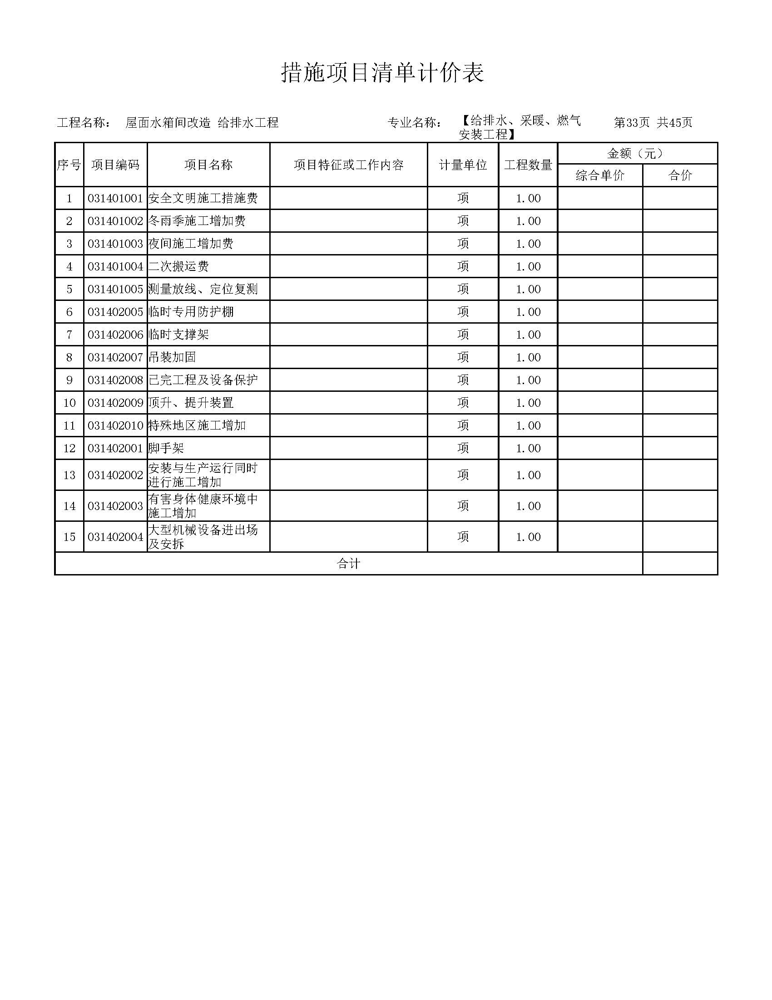 措施项目清单计价表
工程名称： 屋面水箱间改造 给排水工程 专业名称： 【给排水、采暖、燃气 第33页 共45页
安装工程】
序号 项目编码 项目名称 项目特征或工作内容 计量单位 工程数量 金额（元）
综合单价 合价
1 031401001 安全文明施工措施费 项 1.00
2 031401002 冬雨季施工增加费 项 1.00
3 031401003 夜间施工增加费 项 1.00
4 031401004 二次搬运费 项 1.00
5 031401005 测量放线、定位复测 项 1.00
6 031402005 临时专用防护棚 项 1.00
7 031402006 临时支撑架 项 1.00
8 031402007 吊装加固 项 1.00
9 031402008 已完工程及设备保护 项 1.00
10 031402009 顶升、提升装置 项 1.00
11 031402010 特殊地区施工增加 项 1.00
12 031402001 脚手架 项 1.00
13 031402002 安装与生产运行同时 项 1.00
进行施工增加
14 031402003 有害身体健康环境中 项 1.00
施工增加
15 031402004 大型机械设备进出场 项 1.00
及安拆
合计